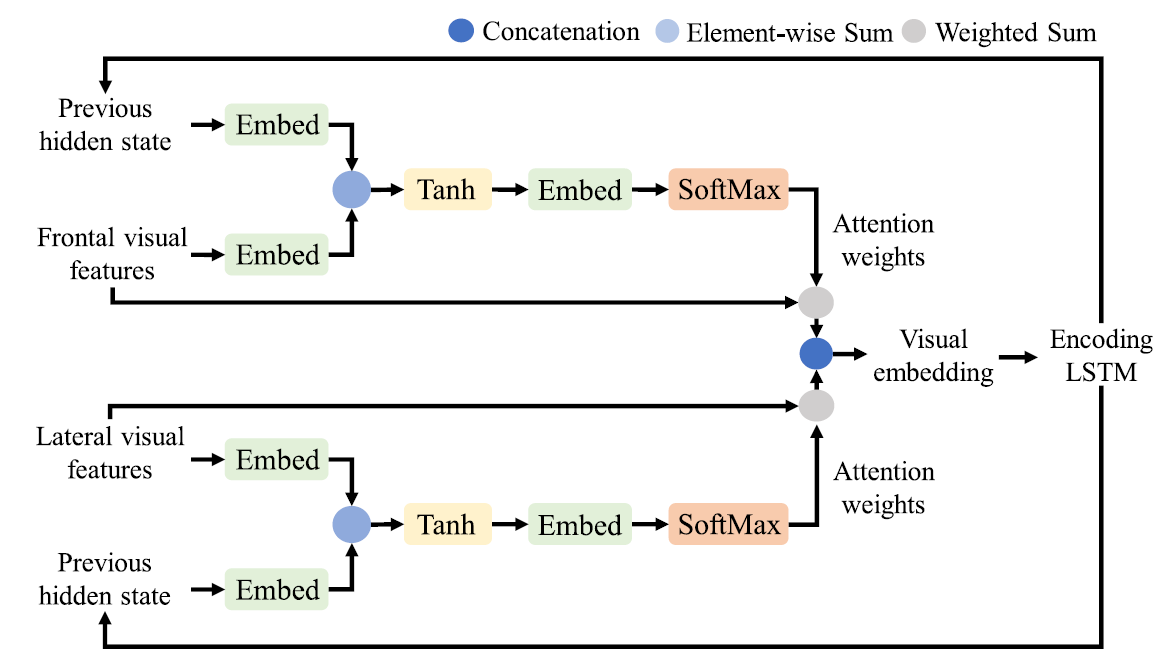 Concatenation
Element-wise Sum
Weighted Sum
Previous
hidden state
Embed
Tanh
Embed
SoftMax
Frontal visual
features
Embed
Attention
weights
Visual
embedding
Encoding
LSTM
Lateral visual
features
Embed
Tanh
Embed
SoftMax
Attention
weights
Previous
hidden state
Embed